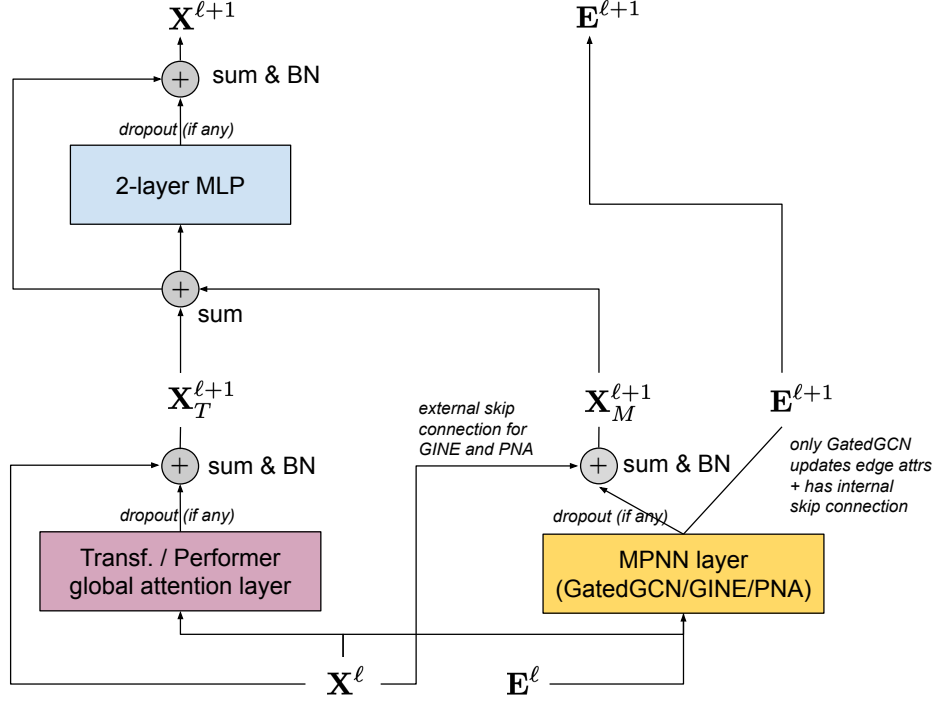 X^{ℓ+1}
E^{ℓ+1}
+
sum & BN
dropout (if any)
2-layer MLP
+
sum
X_T^{ℓ+1}
X_M^{ℓ+1}
E^{ℓ+1}
external skip
connection for
GINE and PNA
only GatedGCN
updates edge attrs
+ has internal
skip connection
+
sum & BN
+
sum & BN
dropout (if any)
dropout (if any)
Transf. / Performer
global attention layer
MPNN layer
(GatedGCN/GINE/PNA)
X^ℓ
E^ℓ